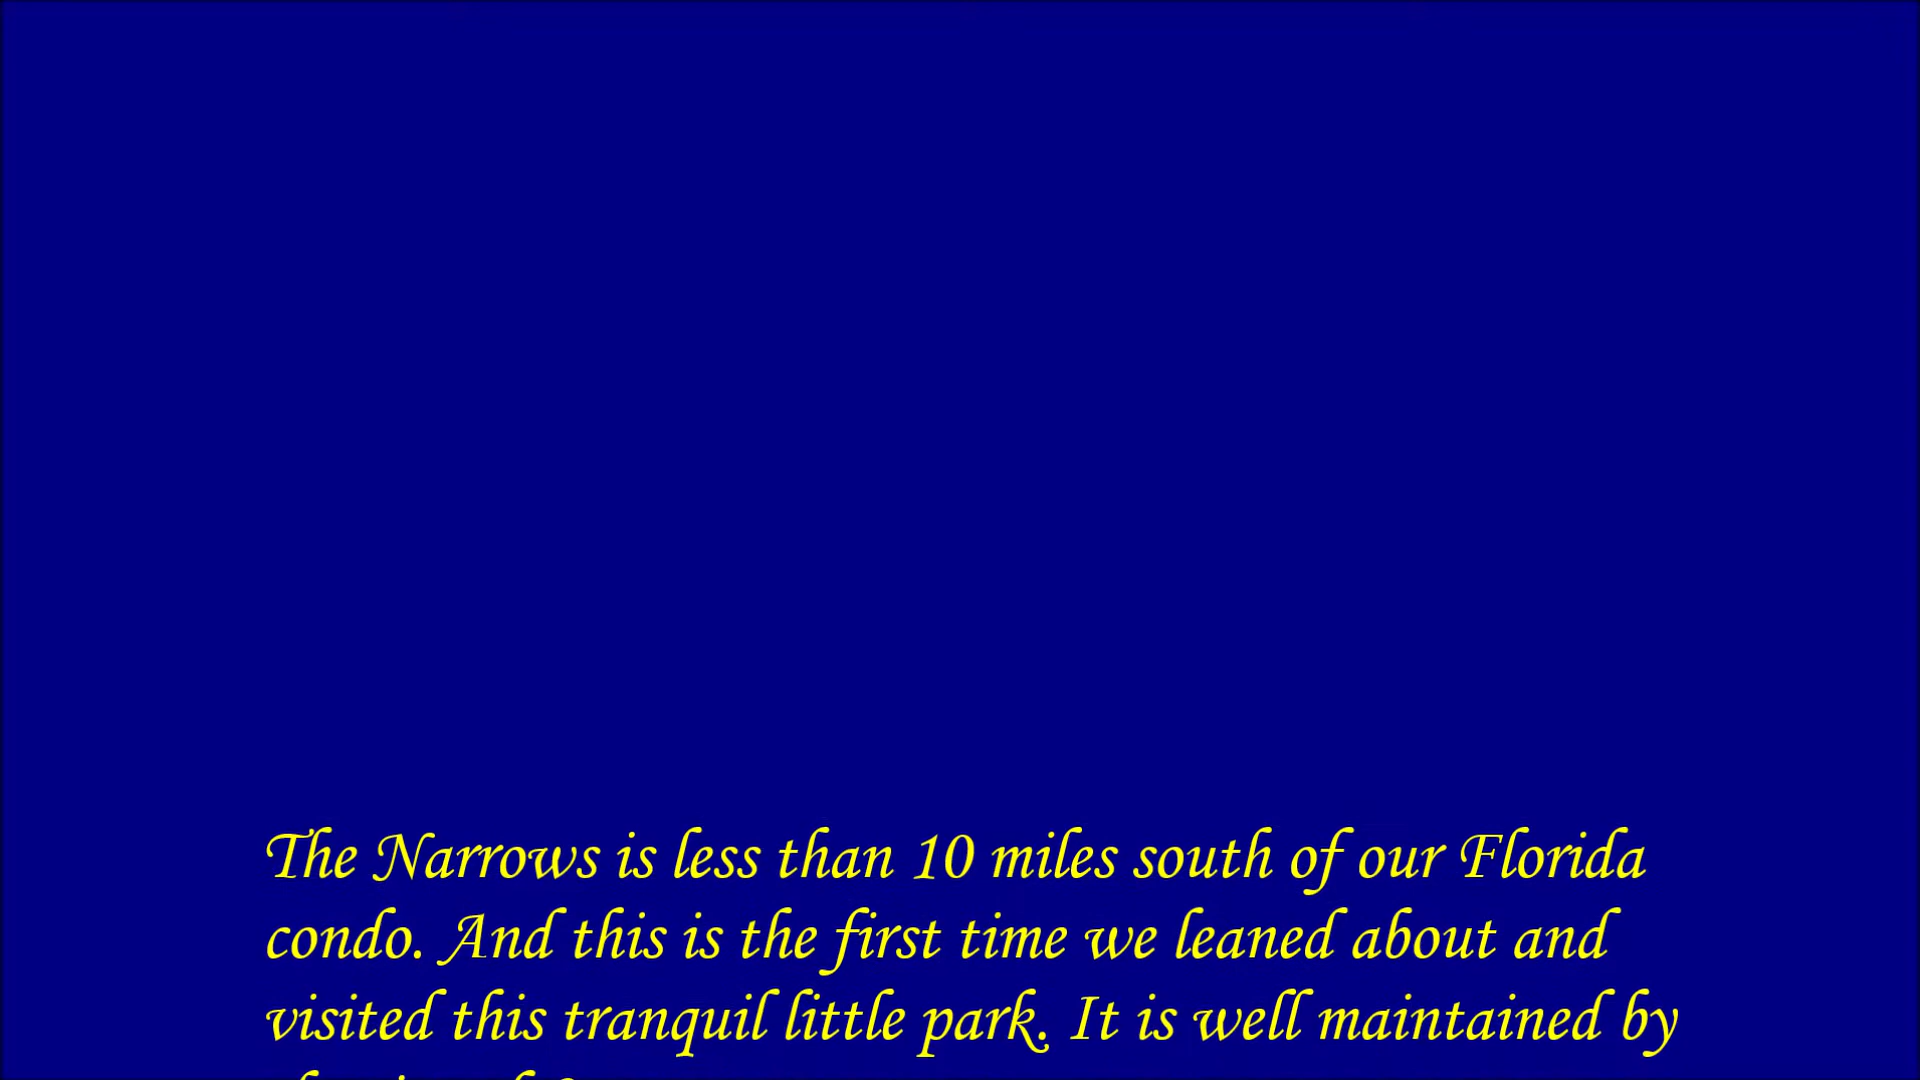 The Narrows is less than 10 miles south of our Florida
condo. And this is the first time we leaned about and
visited this tranquil little park. It is well maintained by